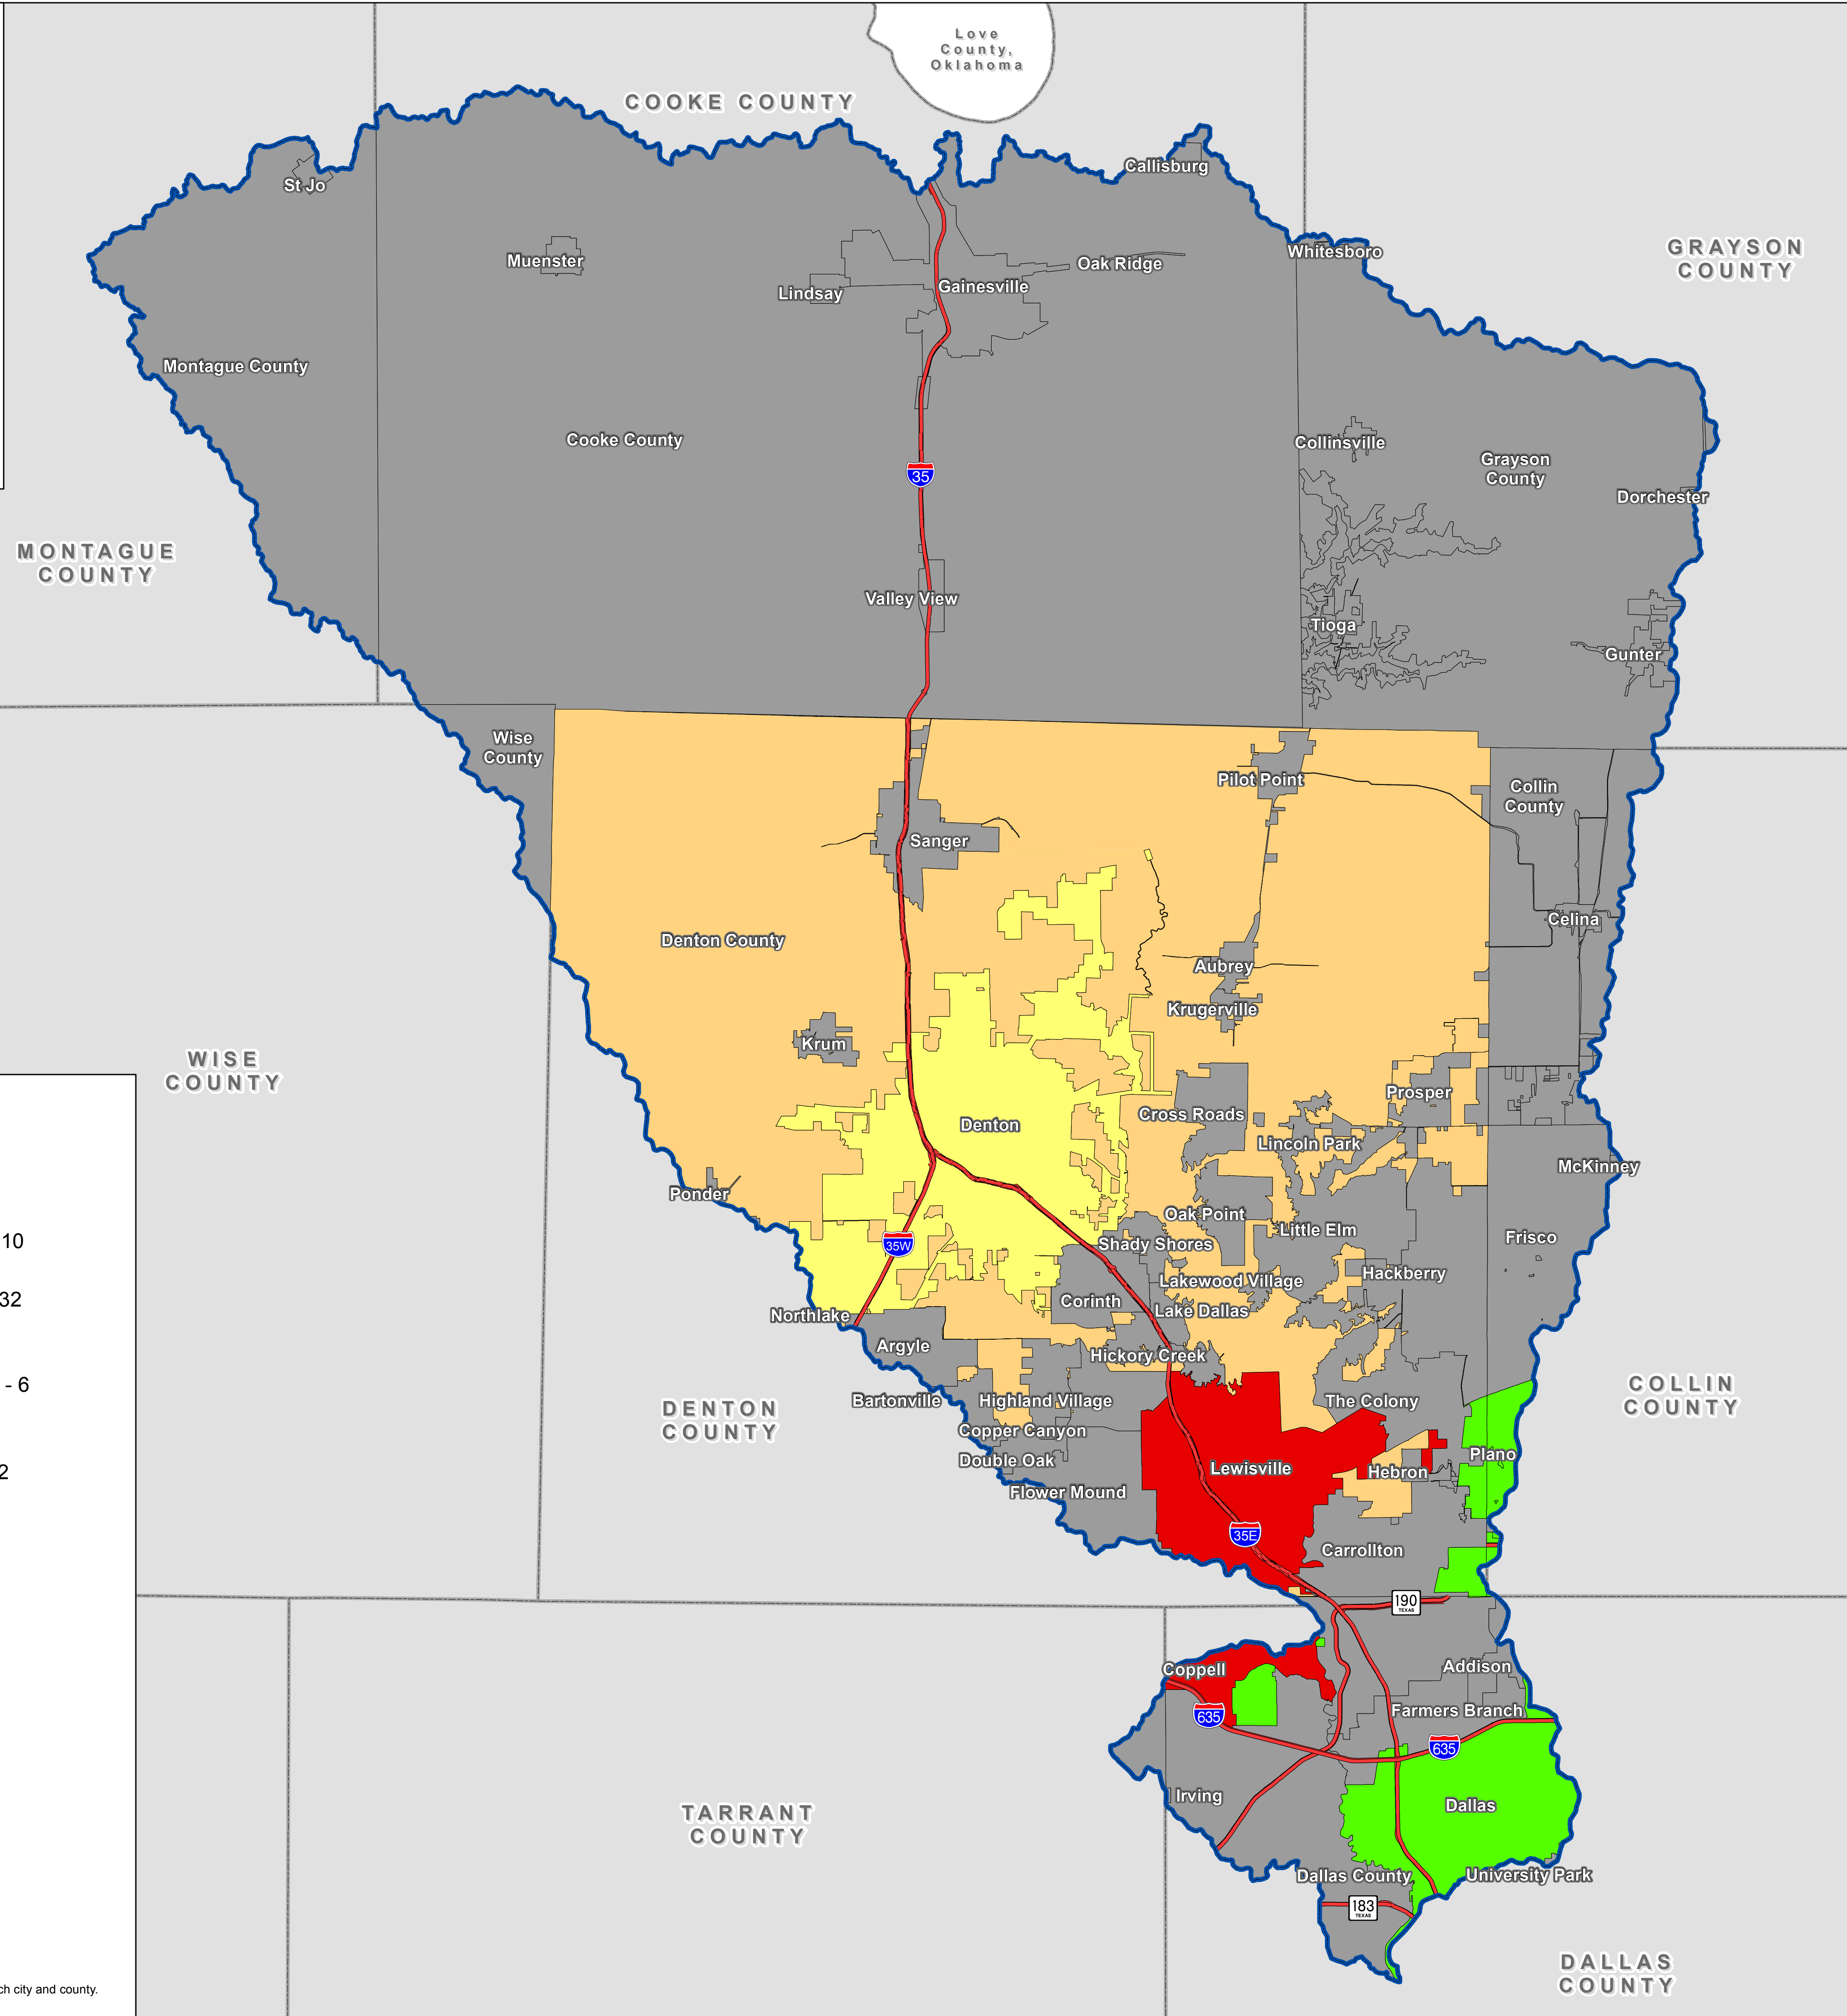 Love
County,
Oklahoma
COOKE COUNTY
Callisburg
St Jo
Whitesboro
GRAYSON
COUNTY
Muenster
Oak Ridge
Lindsay
Gainesville
Montague County
Cooke County
Collinsville
Grayson
County
35
Dorchester
MONTAGUE
COUNTY
Valley View
Tioga
Gunter
Wise
County
Pilot Point
Collin
County
Sanger
Celina
Denton County
Aubrey
Krugerville
Krum
WISE
COUNTY
Prosper
Cross Roads
Denton
Lincoln Park
McKinney
Ponder
Oak Point
Little Elm
Frisco
10
35W
Shady Shores
Hackberry
Lakewood Village
32
Corinth
Lake Dallas
Northlake
Argyle
Hickory Creek
- 6
COLLIN
COUNTY
Bartonville
Highland Village
The Colony
DENTON
COUNTY
Copper Canyon
Plano
Double Oak
Lewisville
Hebron
2
Flower Mound
35E
Carrollton
190
TEXAS
Coppell
Addison
635
Farmers Branch
635
Irving
Dallas
TARRANT
COUNTY
Dallas County
University Park
183
TEXAS
DALLAS
COUNTY
ch city and county.